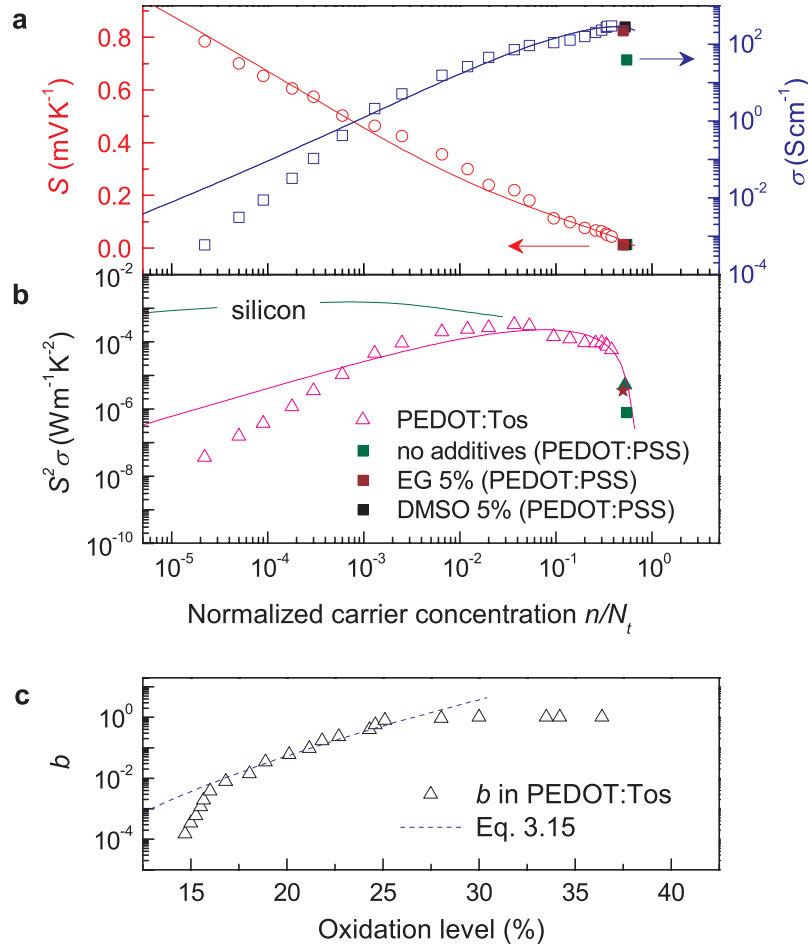 a
S (mVK⁻¹)
0.8
0.6
0.4
0.2
0.0
10²
10⁰
10⁻²
10⁻⁴
σ (Scm⁻¹)
b
S²σ (Wm⁻¹K⁻²)
10⁻²
10⁻⁴
10⁻⁶
10⁻⁸
10⁻¹⁰
silicon
PEDOT:Tos
no additives (PEDOT:PSS)
EG 5% (PEDOT:PSS)
DMSO 5% (PEDOT:PSS)
10⁻⁵ 10⁻⁴ 10⁻³ 10⁻² 10⁻¹ 10⁰
Normalized carrier concentration n/Nₜ
c
b
10⁰
10⁻²
10⁻⁴
b in PEDOT:Tos
Eq. 3.15
15 20 25 30 35 40
Oxidation level (%)